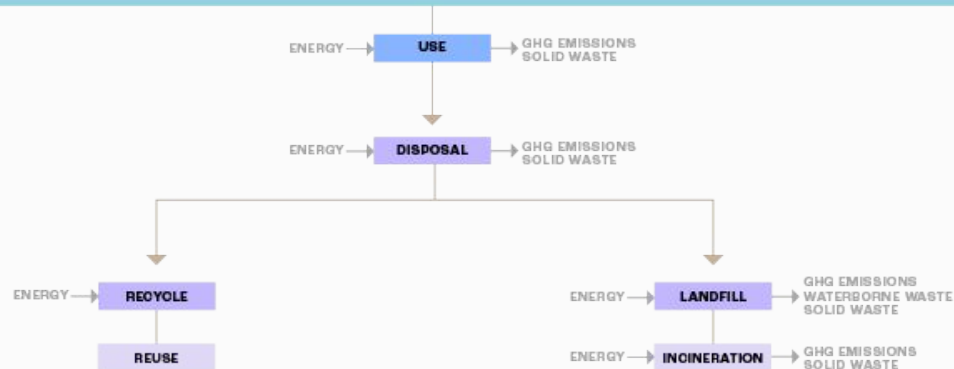 ENERGY
USE
GHG EMISSIONS
SOLID WASTE
ENERGY
DISPOSAL
GHG EMISSIONS
SOLID WASTE
ENERGY
RECYCLE
ENERGY
LANDFILL
GHG EMISSIONS
WATERBORNE WASTE
SOLID WASTE
REUSE
ENERGY
INCINERATION
GHG EMISSIONS
SOLID WASTE